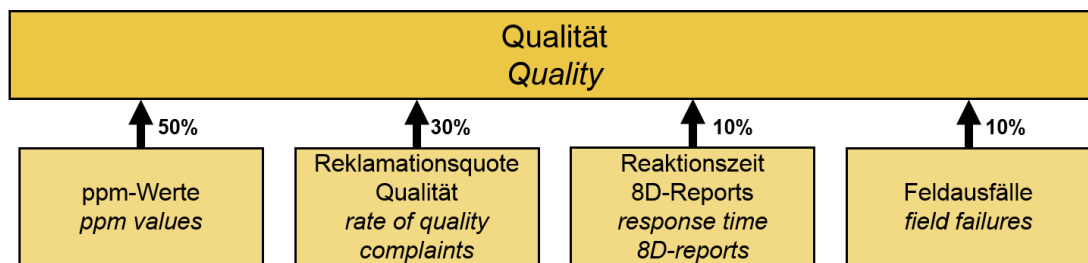 Qualität
Quality
50%
30%
10%
10%
ppm-Werte
ppm values
Reklamationsquote
Qualität
rate of quality
complaints
Reaktionszeit
8D-Reports
response time
8D-reports
Feldausfälle
field failures